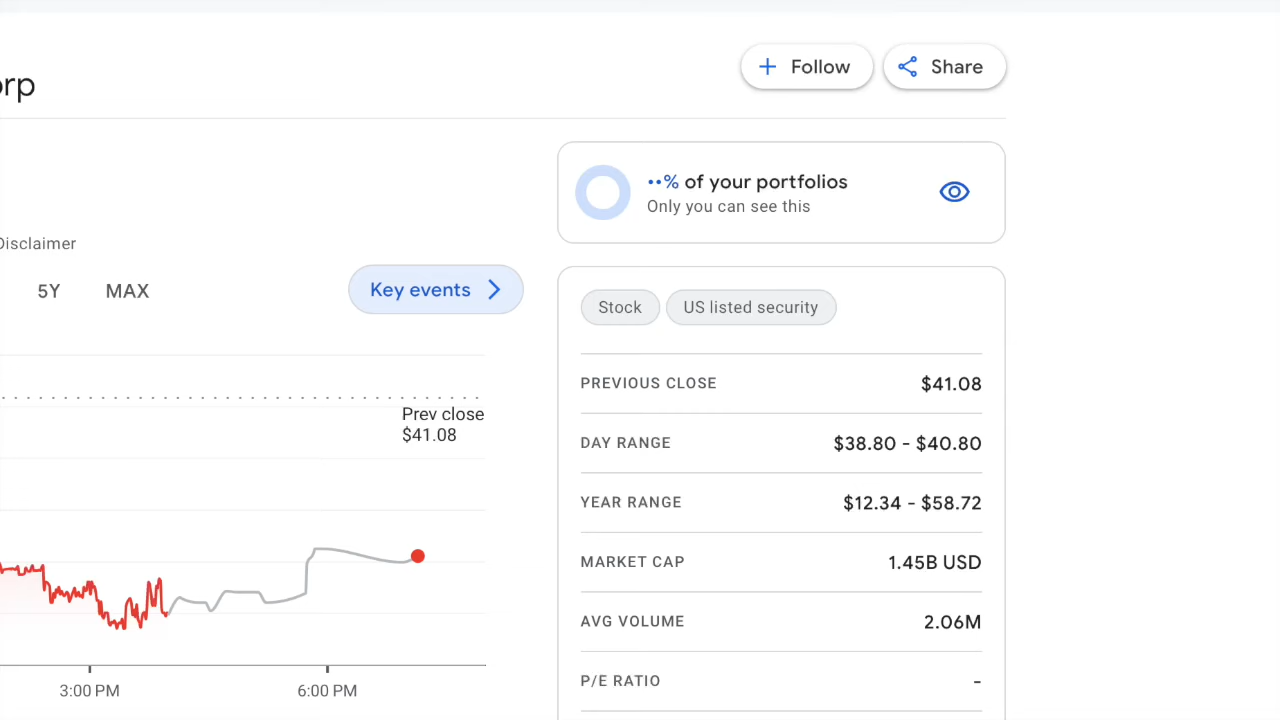 + Follow
Share
orp
••% of your portfolios
Only you can see this
Disclaimer
5Y
MAX
Key events
Stock
US listed security
Prev close
$41.08
PREVIOUS CLOSE
$41.08
DAY RANGE
$38.80 - $40.80
YEAR RANGE
$12.34 - $58.72
MARKET CAP
1.45B USD
AVG VOLUME
2.06M
P/E RATIO
-
3:00 PM
6:00 PM